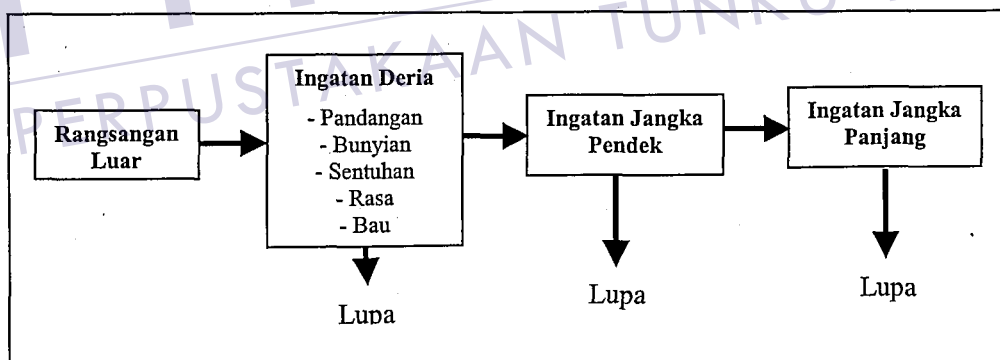 PERPUSTAKAAN TUNKU
Rangsangan
Luar
Ingatan Deria
- Pandangan
- Bunyian
- Sentuhan
- Rasa
- Bau
Ingatan Jangka
Pendek
Ingatan Jangka
Panjang
Lupa
Lupa
Lupa